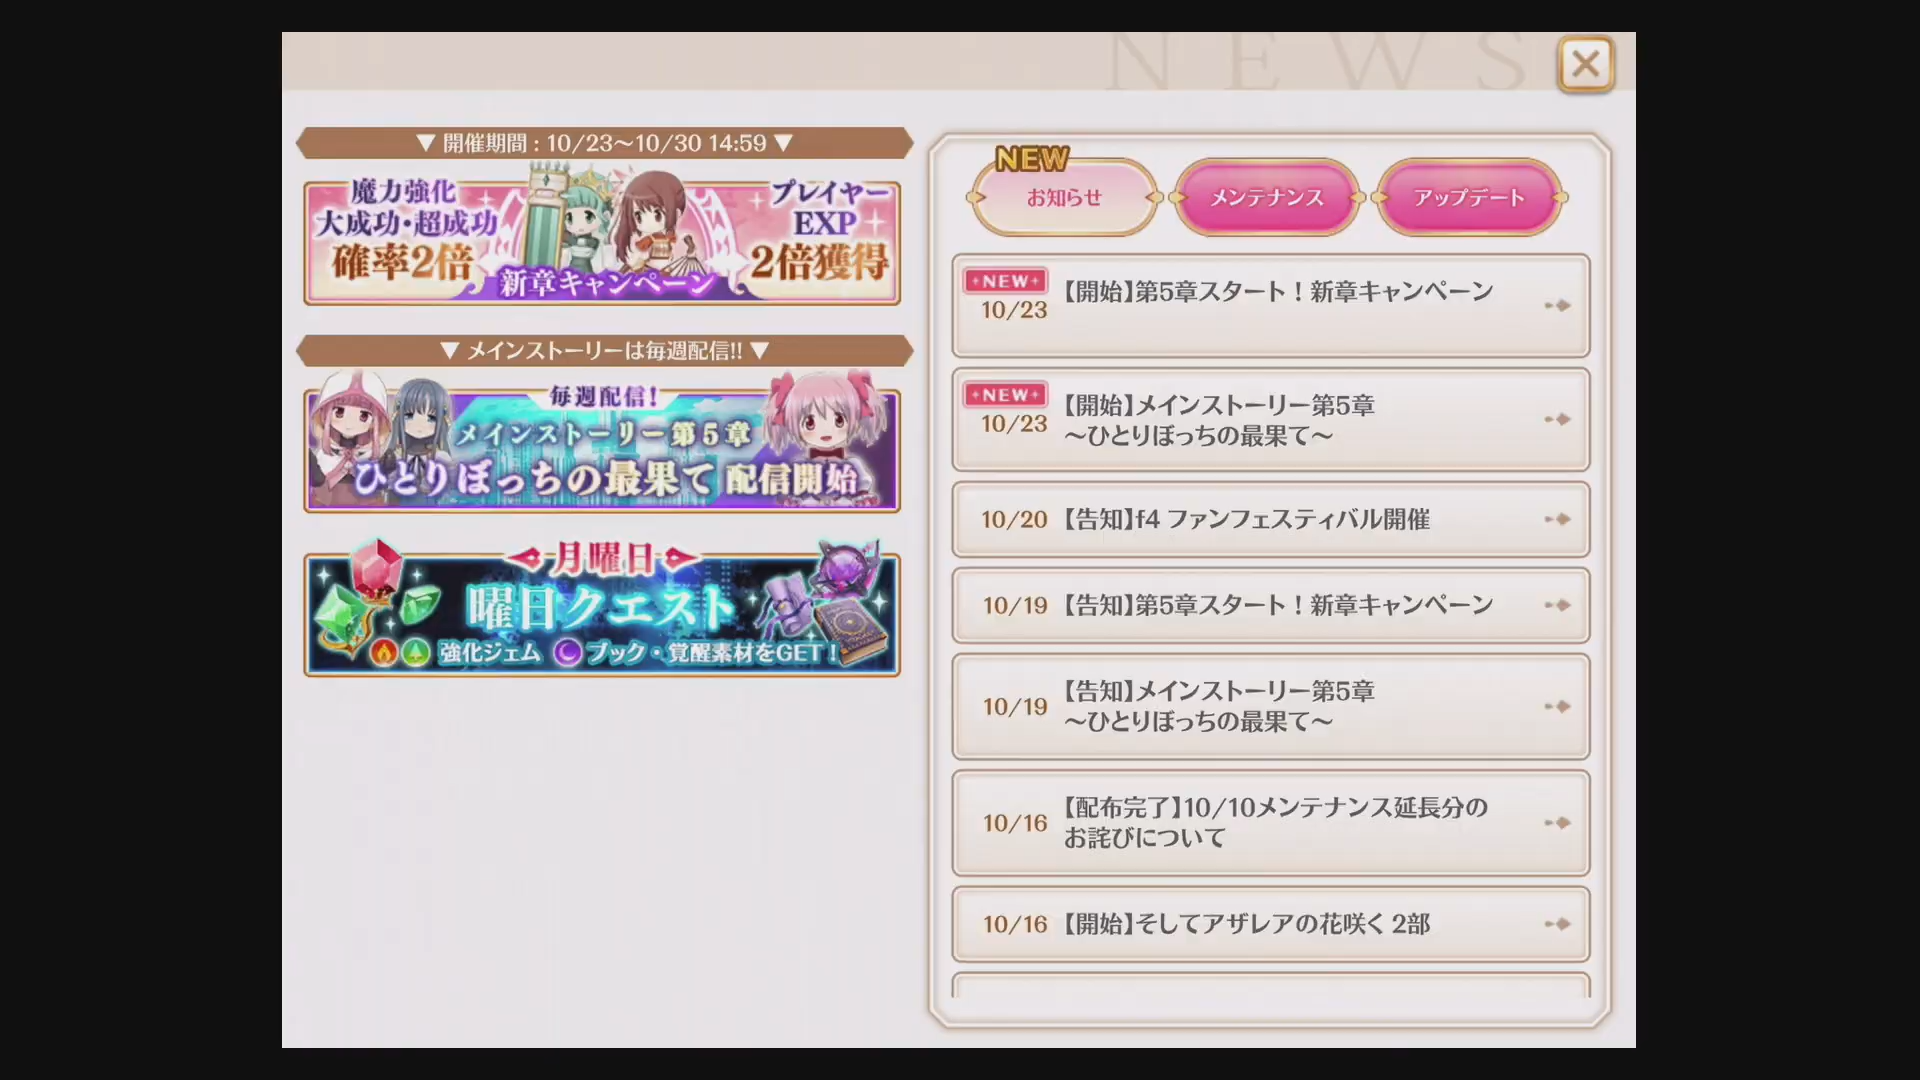 NEWS
▼ 開催期間 : 10/23～10/30 14:59 ▼
魔力強化
大成功・超成功
確率2倍
新章キャンペーン
プレイヤー
EXP
2倍獲得
▼ メインストーリーは毎週配信!! ▼
毎週配信!
メインストーリー第5章
ひとりぼっちの最果て 配信開始
月曜日
曜日クエスト
強化ジェム ブック・覚醒素材をGET!
NEW
お知らせ
メンテナンス
アップデート
NEW
10/23 【開始】第5章スタート！新章キャンペーン
NEW
10/23 【開始】メインストーリー第5章
～ひとりぼっちの最果て～
10/20 【告知】f4 ファンフェスティバル開催
10/19 【告知】第5章スタート！新章キャンペーン
10/19 【告知】メインストーリー第5章
～ひとりぼっちの最果て～
10/16 【配布完了】10/10メンテナンス延長分の
お詫びについて
10/16 【開始】そしてアザレアの花咲く 2部